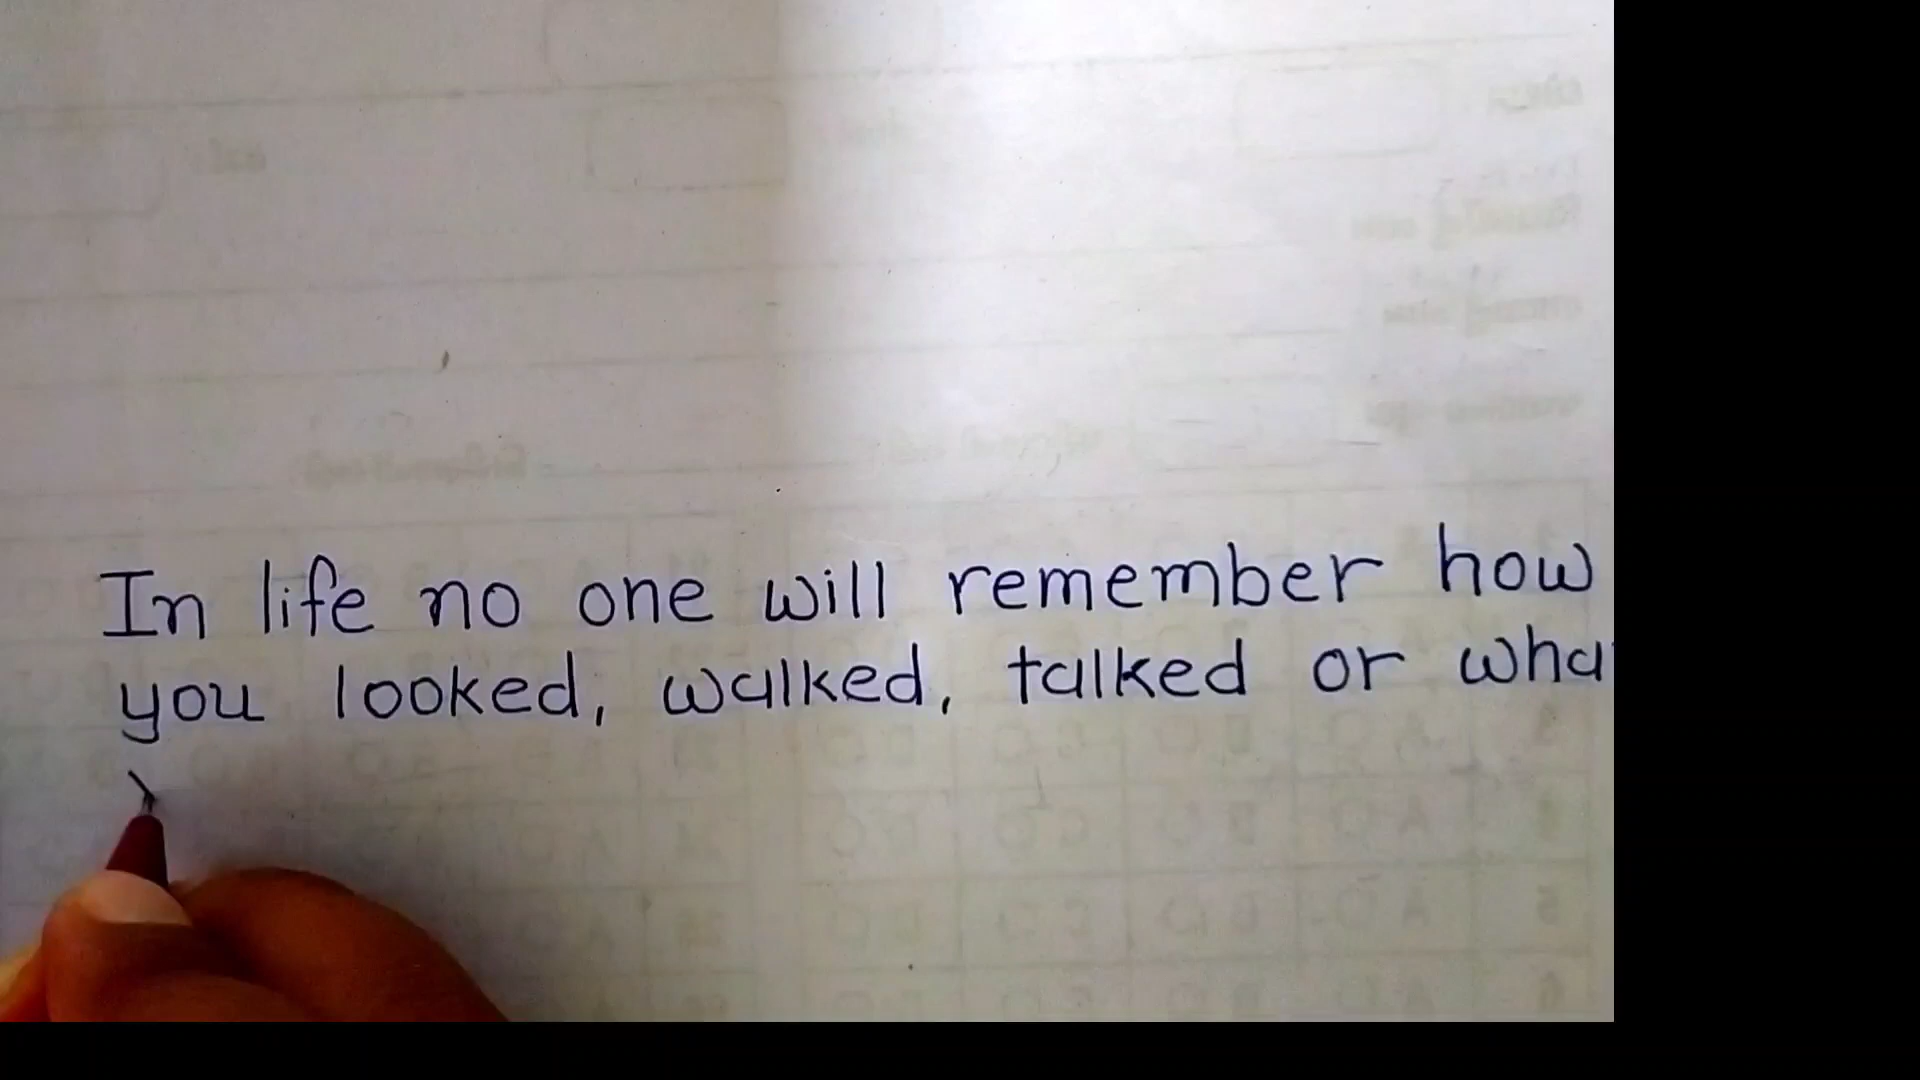 In life no one will remember how
you looked, walked, talked or wha